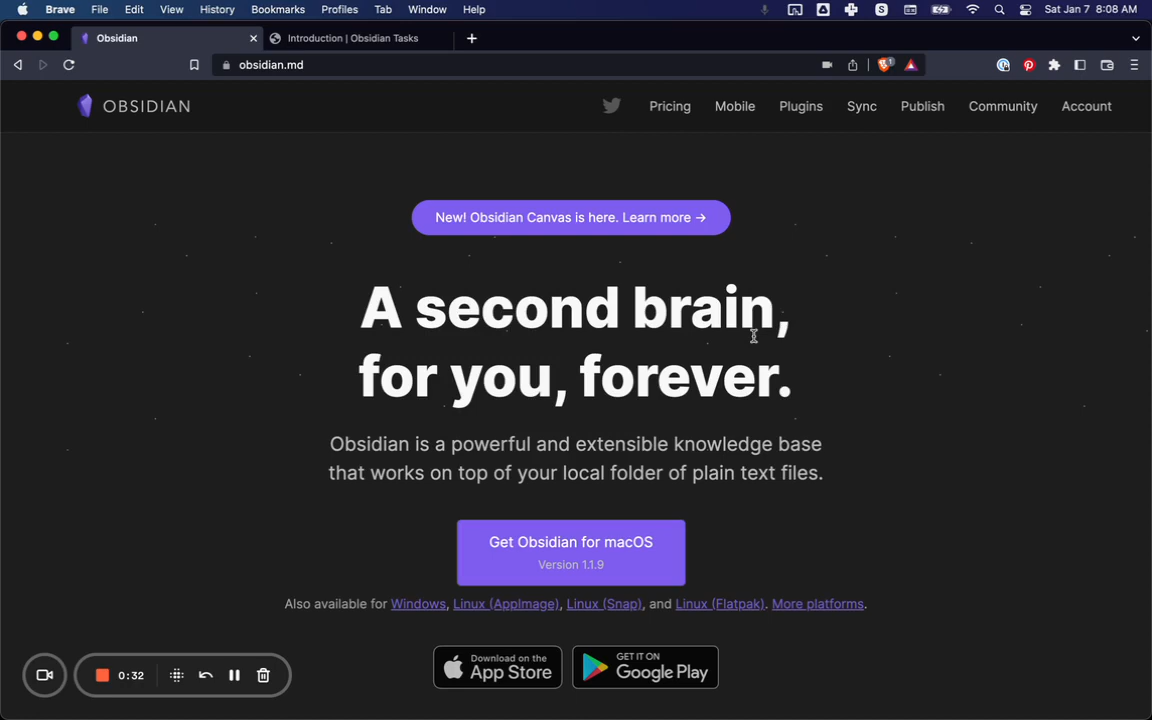 Brave File Edit View History Bookmarks Profiles Tab Window Help S Sat Jan 7 8:08 AM
Obsidian Introduction | Obsidian Tasks
obsidian.md 1
OBSIDIAN Pricing Mobile Plugins Sync Publish Community Account
New! Obsidian Canvas is here. Learn more →
A second brain,
for you, forever.
Obsidian is a powerful and extensible knowledge base
that works on top of your local folder of plain text files.
Get Obsidian for macOS
Version 1.1.9
Also available for Windows, Linux (AppImage), Linux (Snap), and Linux (Flatpak). More platforms.
0:32
Download on the
App Store
GET IT ON
Google Play